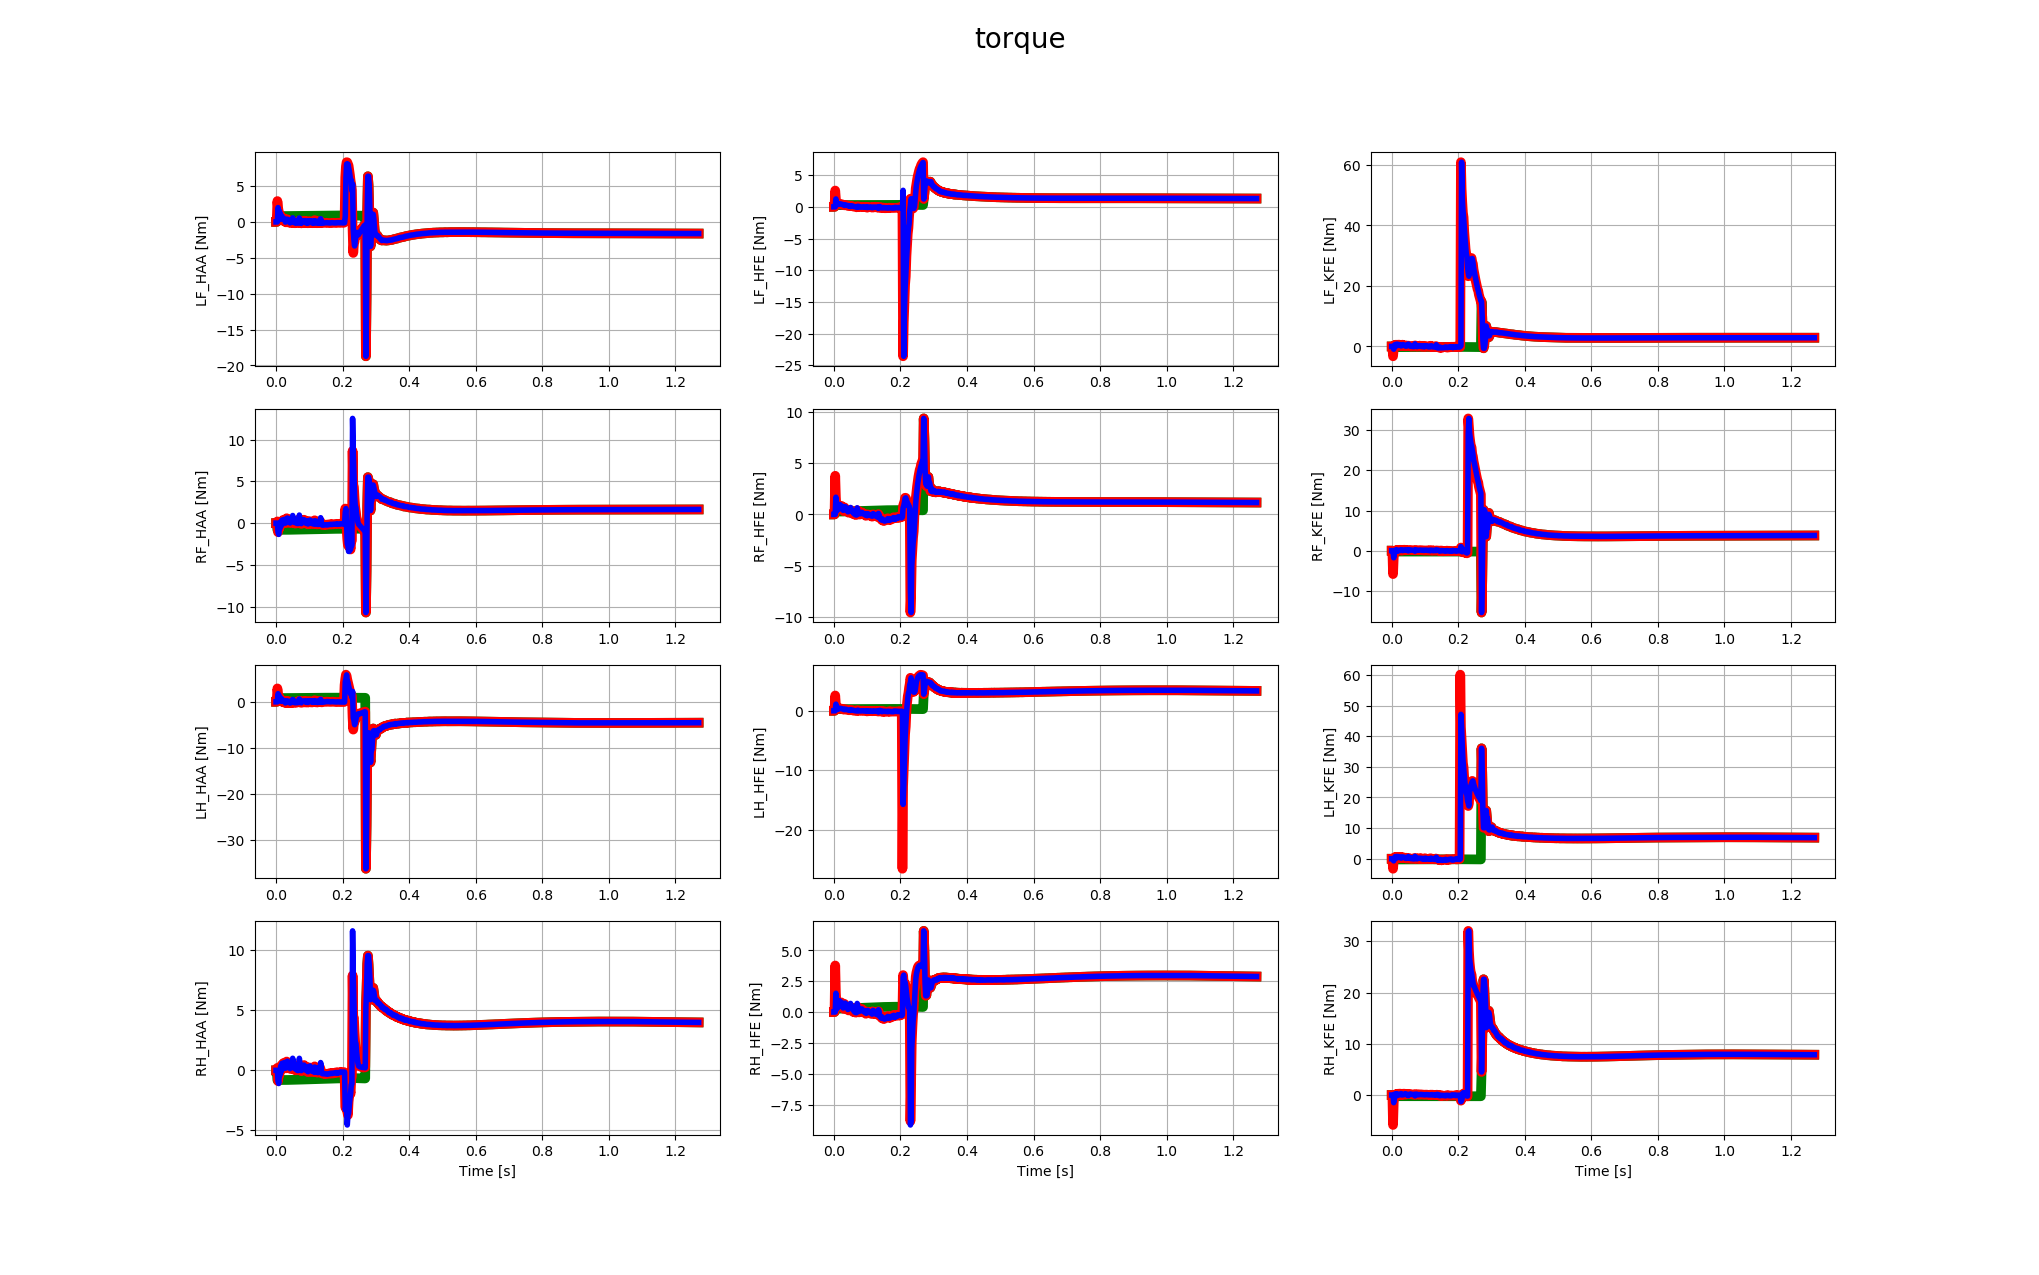 torque
LF_HAA [Nm]
5
0
−5
−10
−15
−20
0.0 0.2 0.4 0.6 0.8 1.0 1.2
LF_HFE [Nm]
5
0
−5
−10
−15
−20
−25
0.0 0.2 0.4 0.6 0.8 1.0 1.2
LF_KFE [Nm]
60
40
20
0
0.0 0.2 0.4 0.6 0.8 1.0 1.2
RF_HAA [Nm]
10
5
0
−5
−10
0.0 0.2 0.4 0.6 0.8 1.0 1.2
RF_HFE [Nm]
10
5
0
−5
−10
0.0 0.2 0.4 0.6 0.8 1.0 1.2
RF_KFE [Nm]
30
20
10
0
−10
0.0 0.2 0.4 0.6 0.8 1.0 1.2
LH_HAA [Nm]
0
−10
−20
−30
0.0 0.2 0.4 0.6 0.8 1.0 1.2
LH_HFE [Nm]
0
−10
−20
0.0 0.2 0.4 0.6 0.8 1.0 1.2
LH_KFE [Nm]
60
50
40
30
20
10
0
0.0 0.2 0.4 0.6 0.8 1.0 1.2
RH_HAA [Nm]
10
5
0
−5
0.0 0.2 0.4 0.6 0.8 1.0 1.2
Time [s]
RH_HFE [Nm]
5.0
2.5
0.0
−2.5
−5.0
−7.5
0.0 0.2 0.4 0.6 0.8 1.0 1.2
Time [s]
RH_KFE [Nm]
30
20
10
0
0.0 0.2 0.4 0.6 0.8 1.0 1.2
Time [s]